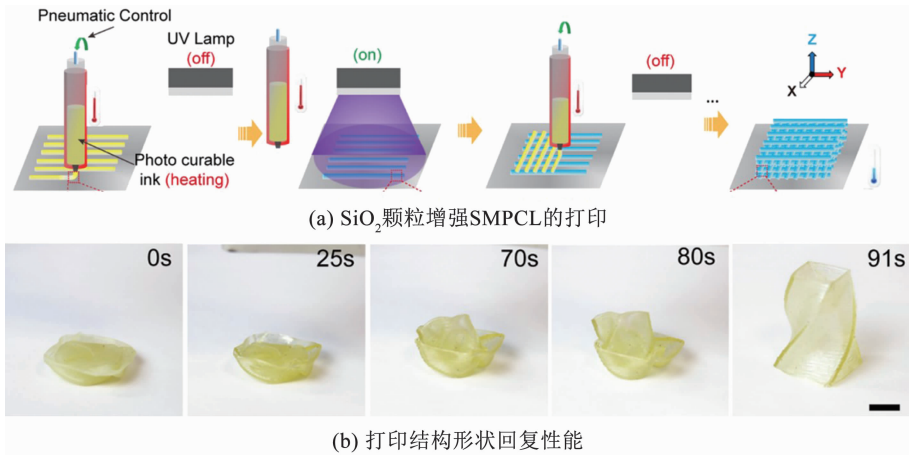 Pneumatic Control
UV Lamp
(off)
(on)
(off)
Z
Y
X
...
Photo curable
ink (heating)
(a) SiO₂颗粒增强SMPCL的打印
0s
25s
70s
80s
91s
(b) 打印结构形状回复性能